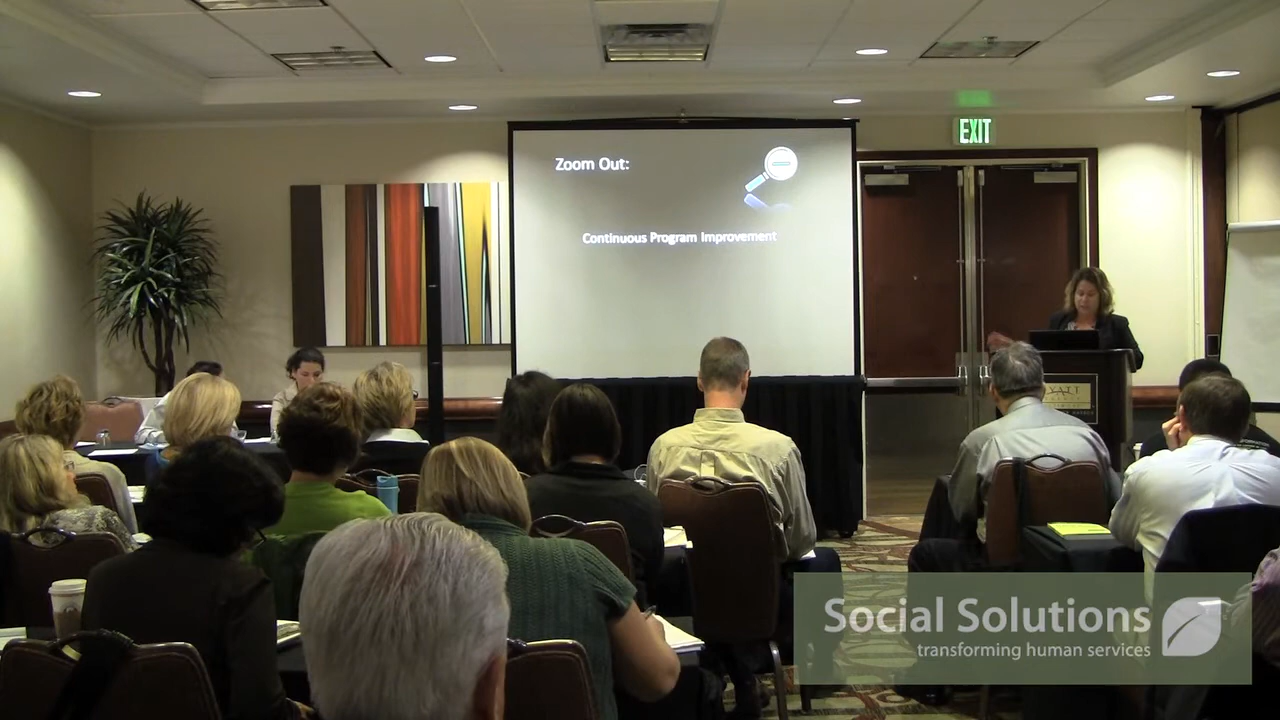 EXIT
Zoom Out:
Continuous Program Improvement
Social Solutions
transforming human services